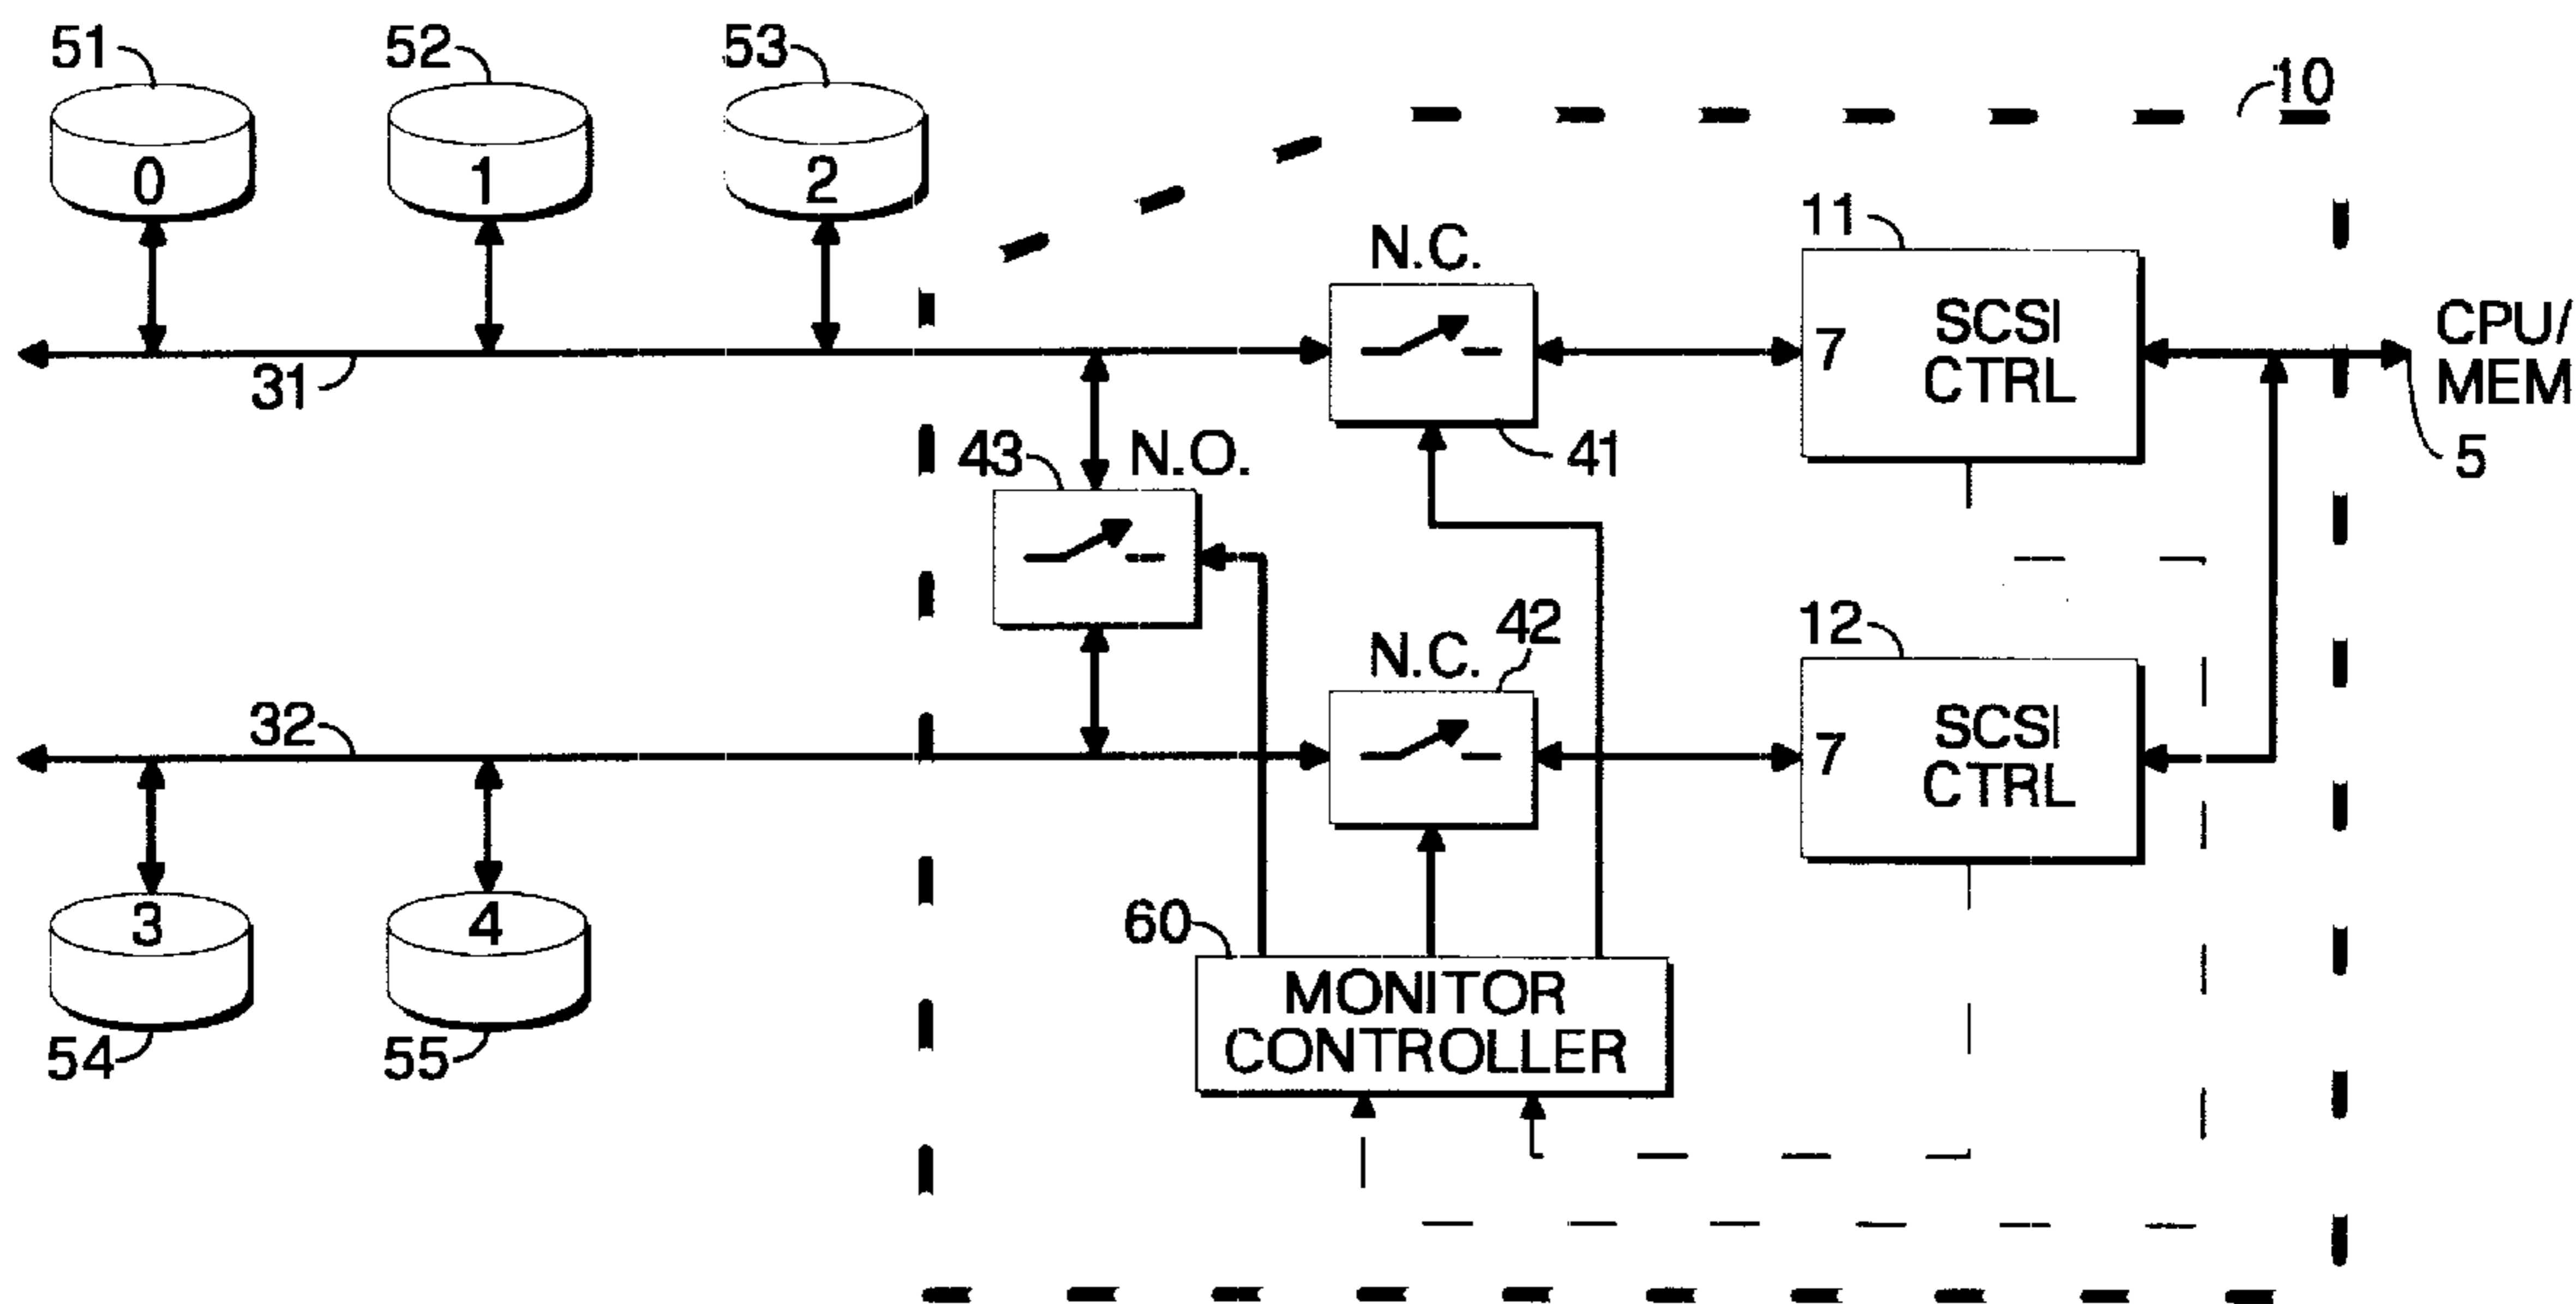 51
52
53
10
0
1
2
N.C.
11
SCSI
CTRL
7
CPU/
MEM
31
43
N.O.
41
5
32
N.C.
42
12
SCSI
CTRL
7
3
4
60
MONITOR
CONTROLLER
54
55